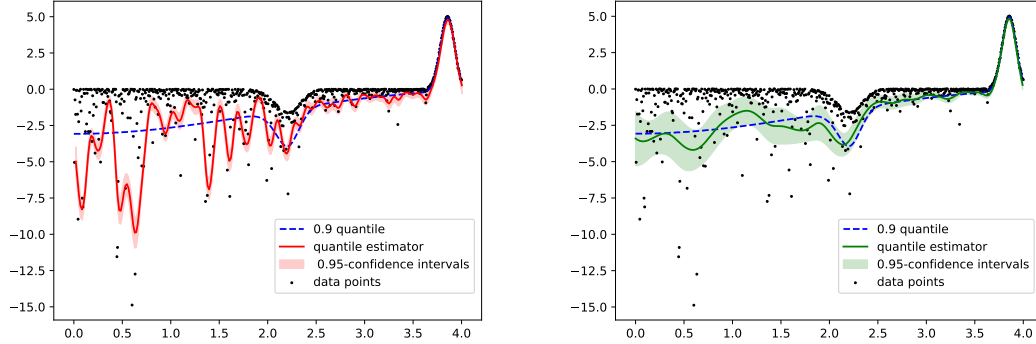 5.0
2.5
0.0
−2.5
−5.0
−7.5
−10.0
−12.5
−15.0
0.0 0.5 1.0 1.5 2.0 2.5 3.0 3.5 4.0
0.9 quantile
quantile estimator
0.95-confidence intervals
data points
5.0
2.5
0.0
−2.5
−5.0
−7.5
−10.0
−12.5
−15.0
0.0 0.5 1.0 1.5 2.0 2.5 3.0 3.5 4.0
0.9 quantile
quantile estimator
0.95-confidence intervals
data points